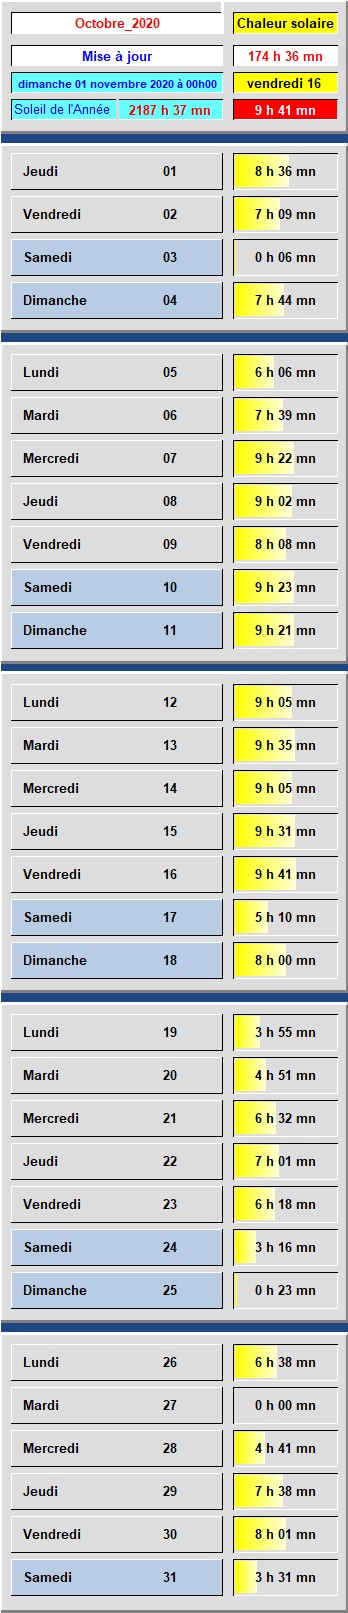 Octobre_2020 Chaleur solaire
Mise à jour 174 h 36 mn
dimanche 01 novembre 2020 à 00h00 vendredi 16
Soleil de l'Année 2187 h 37 mn 9 h 41 mn
Jeudi 01 8 h 36 mn
Vendredi 02 7 h 09 mn
Samedi 03 0 h 06 mn
Dimanche 04 7 h 44 mn
Lundi 05 6 h 06 mn
Mardi 06 7 h 39 mn
Mercredi 07 9 h 22 mn
Jeudi 08 9 h 02 mn
Vendredi 09 8 h 08 mn
Samedi 10 9 h 23 mn
Dimanche 11 9 h 21 mn
Lundi 12 9 h 05 mn
Mardi 13 9 h 35 mn
Mercredi 14 9 h 05 mn
Jeudi 15 9 h 31 mn
Vendredi 16 9 h 41 mn
Samedi 17 5 h 10 mn
Dimanche 18 8 h 00 mn
Lundi 19 3 h 55 mn
Mardi 20 4 h 51 mn
Mercredi 21 6 h 32 mn
Jeudi 22 7 h 01 mn
Vendredi 23 6 h 18 mn
Samedi 24 3 h 16 mn
Dimanche 25 0 h 23 mn
Lundi 26 6 h 38 mn
Mardi 27 0 h 00 mn
Mercredi 28 4 h 41 mn
Jeudi 29 7 h 38 mn
Vendredi 30 8 h 01 mn
Samedi 31 3 h 31 mn